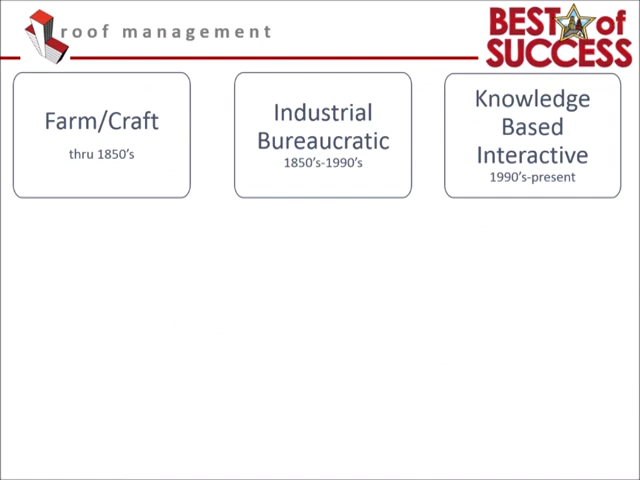 roof management
BEST of
SUCCESS
Farm/Craft
thru 1850's
Industrial
Bureaucratic
1850's-1990's
Knowledge
Based
Interactive
1990's-present